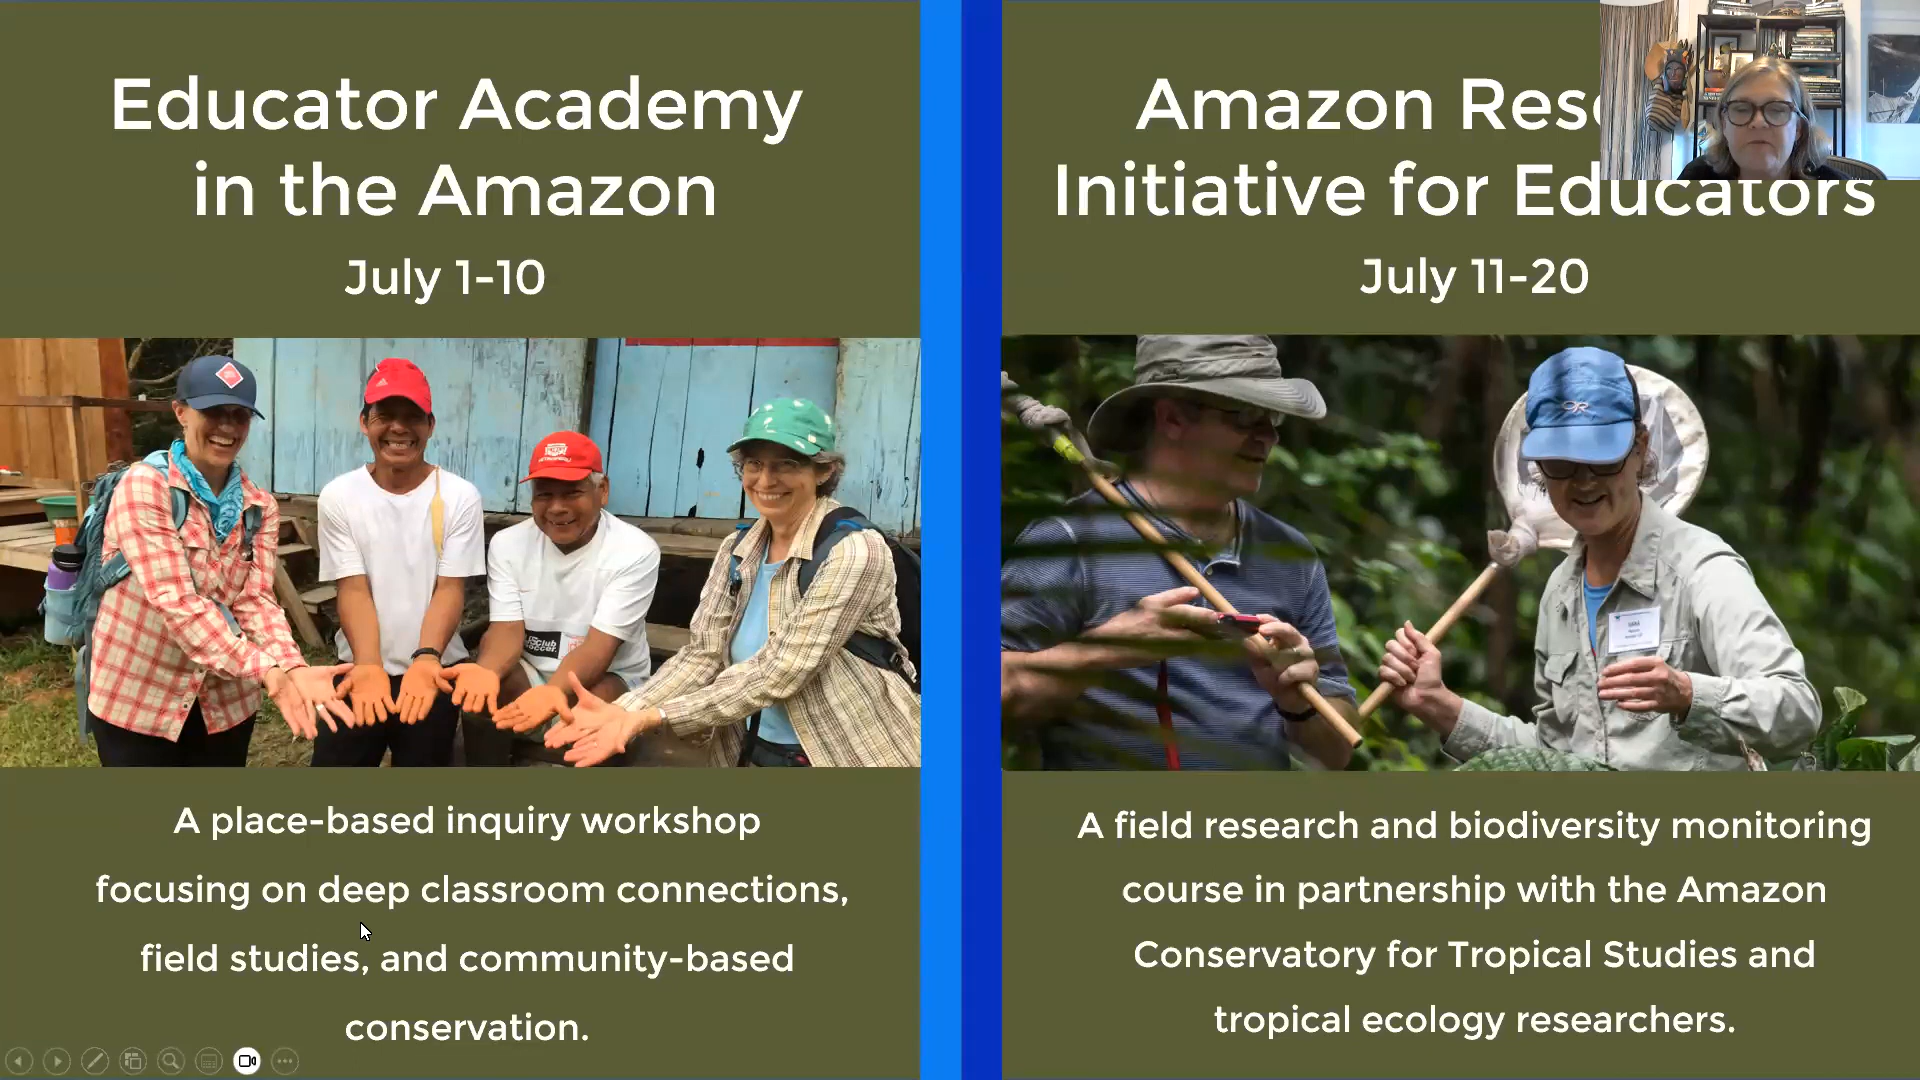 Educator Academy
in the Amazon
July 1-10
A place-based inquiry workshop
focusing on deep classroom connections,
field studies, and community-based
conservation.
Amazon
Initiative for Educators
July 11-20
A field research and biodiversity monitoring
course in partnership with the Amazon
Conservatory for Tropical Studies and
tropical ecology researchers.